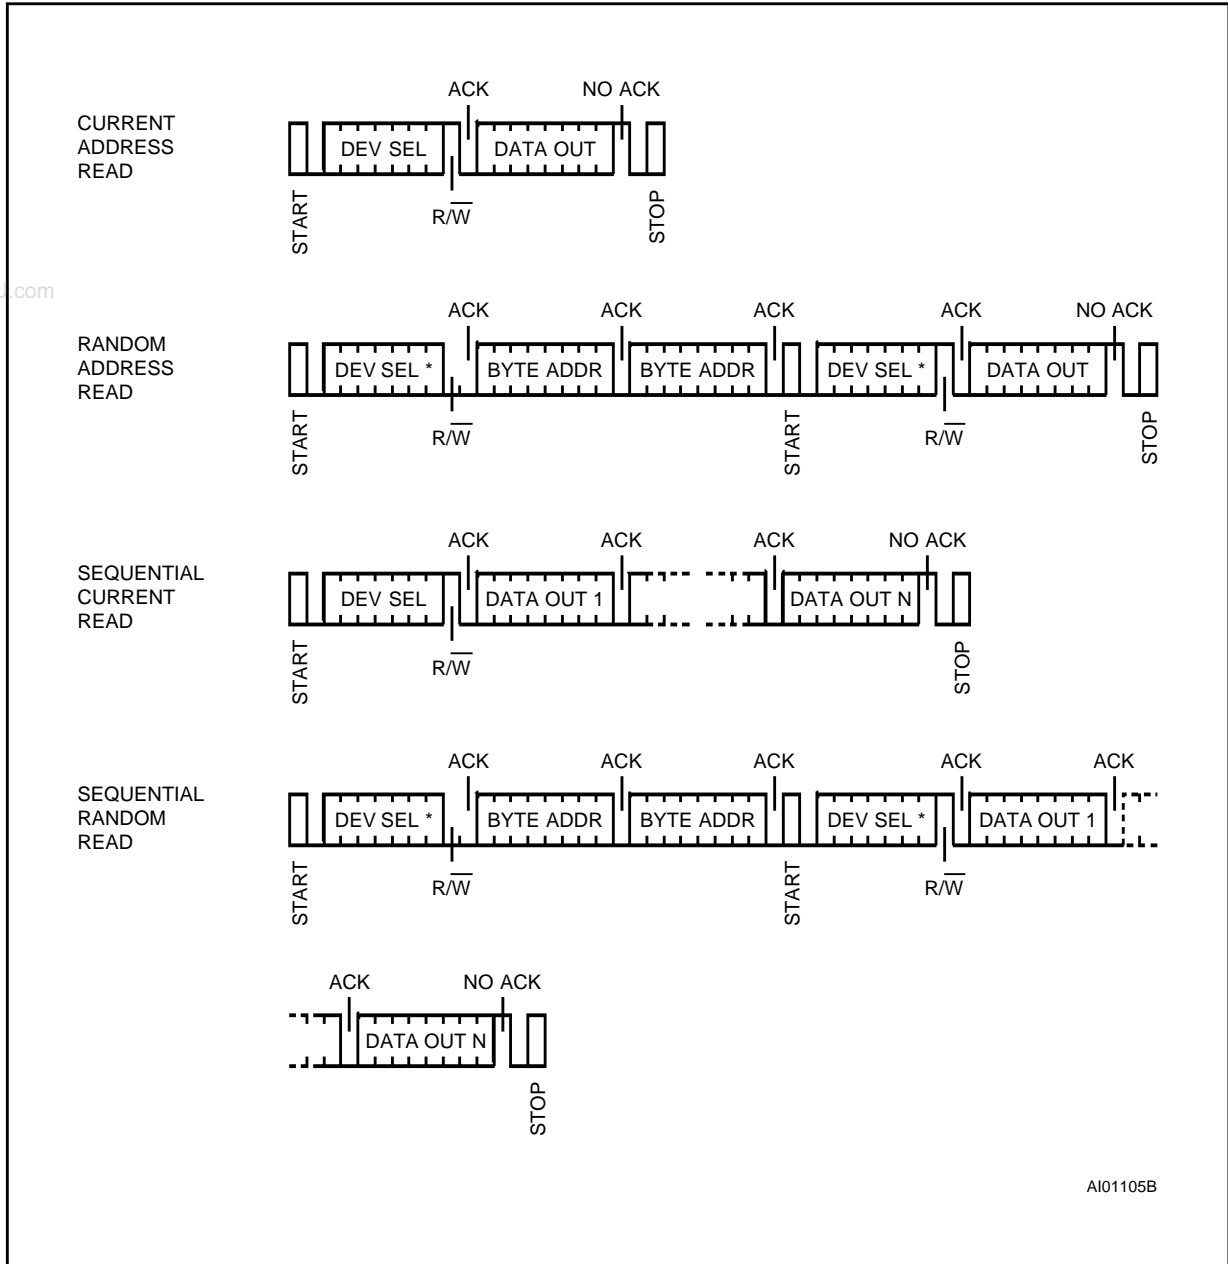 ACK NO ACK
CURRENT
ADDRESS
READ
DEV SEL DATA OUT
START R/W STOP
.com
ACK ACK ACK ACK NO ACK
RANDOM
ADDRESS
READ
DEV SEL * BYTE ADDR BYTE ADDR DEV SEL * DATA OUT
START R/W START R/W STOP
ACK ACK ACK NO ACK
SEQUENTIAL
CURRENT
READ
DEV SEL DATA OUT 1 DATA OUT N
START R/W STOP
ACK ACK ACK ACK ACK
SEQUENTIAL
RANDOM
READ
DEV SEL * BYTE ADDR BYTE ADDR DEV SEL * DATA OUT 1
START R/W START R/W
ACK NO ACK
DATA OUT N
STOP
AI01105B